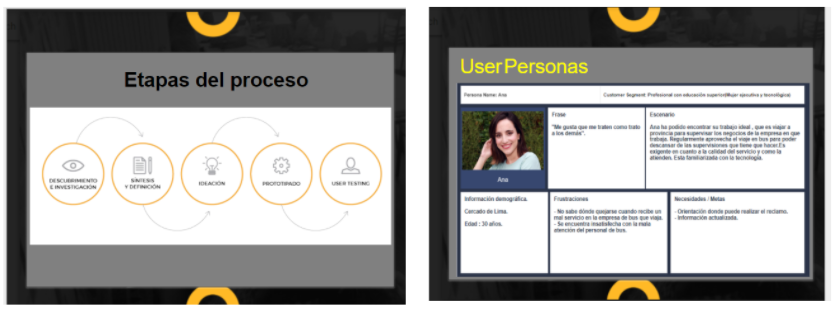 Etapas del proceso
DESCUBRIMIENTO
E INVESTIGACIÓN
SÍNTESIS
Y DEFINICIÓN
IDEACIÓN
PROTOTIPADO
USER TESTING
User Personas
Persona Name: Ana
Customer Segment: Profesional con educación superior(Mujer ejecutiva y tecnológica)
Ana
Frase
"Me gusta que me traten como trato
a los demás".
Escenario
Ana ha podido encontrar su trabajo ideal , que es viajar a
provincia para supervisar los negocios de la empresa en que
trabaja. Regularmente aprovecha el viaje en bus para poder
descansar de las supervisiones que tiene que hacer.Es
exigente en cuanto a la calidad del servicio y como la
atienden. Esta familiarizada con la tecnología.
Información demográfica.
Cercado de Lima.
Edad : 30 años.
Frustraciones
- No sabe dónde quejarse cuando recibe un
mal servicio en la empresa de bus que viaja.
- Se encuentra insatisfecha con la mala
atención del personal de bus.
Necesidades / Metas
- Orientación donde puede realizar el reclamo.
- Información actualizada.